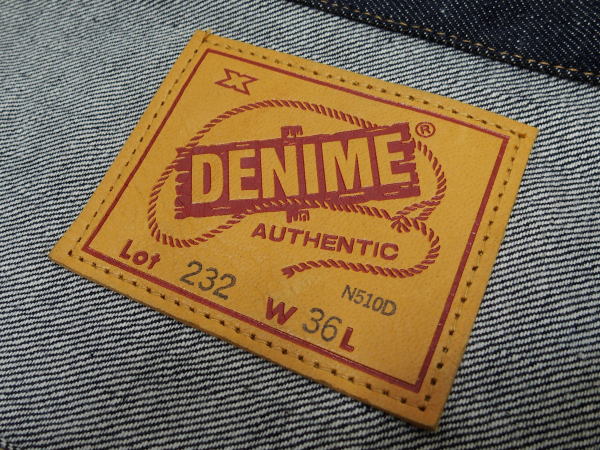 DENIME®
AUTHENTIC
Lot 232 N510D
W 36 L